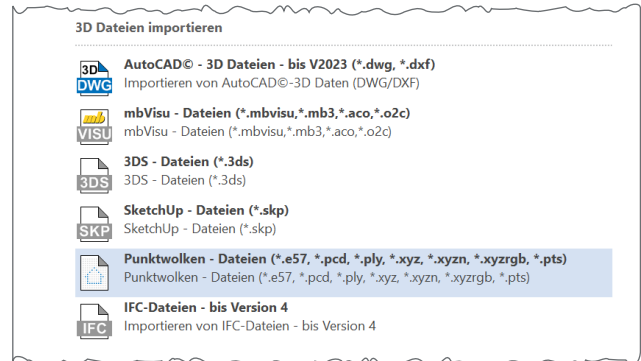 3D Dateien importieren
3D
DWG
AutoCAD© - 3D Dateien - bis V2023 (*.dwg, *.dxf)
Importieren von AutoCAD©-3D Daten (DWG/DXF)
mb
VISU
mbVisu - Dateien (*.mbvisu,*.mb3,*.aco,*.o2c)
mbVisu - Dateien (*.mbvisu,*.mb3,*.aco,*.o2c)
3DS
3DS - Dateien (*.3ds)
3DS - Dateien (*.3ds)
SKP
SketchUp - Dateien (*.skp)
SketchUp - Dateien (*.skp)
Punktwolken - Dateien (*.e57, *.pcd, *.ply, *.xyz, *.xyzn, *.xyzrgb, *.pts)
Punktwolken - Dateien (*.e57, *.pcd, *.ply, *.xyz, *.xyzn, *.xyzrgb, *.pts)
IFC
IFC-Dateien - bis Version 4
Importieren von IFC-Dateien - bis Version 4